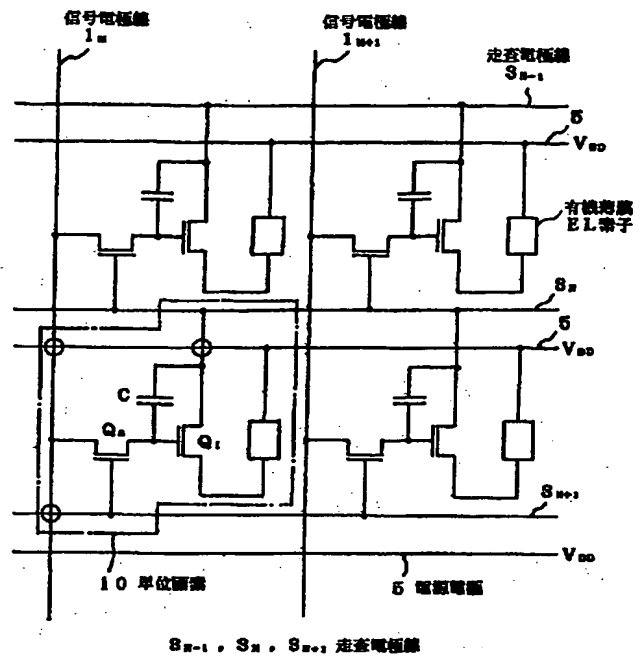 信号電極線
1M
信号電極線
1M+1
走査電極線
SN-1
5
VDD
有機薄膜
EL素子
SN
5
VDD
C
Qs
QI
SN+1
VDD
10 単位画素
5 電源電極
SN-1 , SN , SN+1 走査電極線